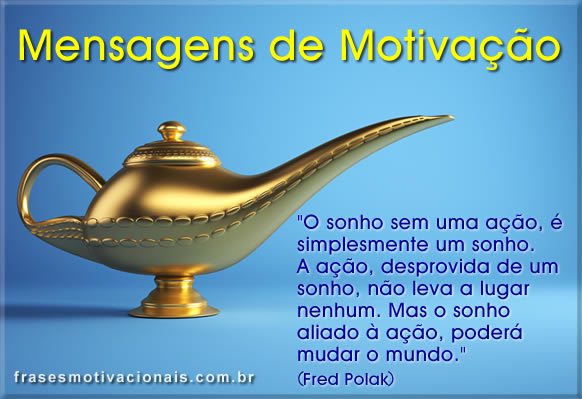 Mensagens de Motivação
"O sonho sem uma ação, é
simplesmente um sonho.
A ação, desprovida de um
sonho, não leva a lugar
nenhum. Mas o sonho
aliado à ação, poderá
mudar o mundo."
(Fred Polak)
frasesmotivacionais.com.br